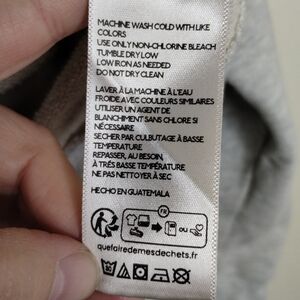 MACHINE WASH COLD WITH LIKE
COLORS
USE ONLY NON-CHLORINE BLEACH
TUMBLE DRY LOW
LOW IRON AS NEEDED
DO NOT DRY CLEAN
LAVER À LA MACHINE À L'EAU
FROIDE AVEC COULEURS SIMILAIRES
UTILISER UN AGENT DE
BLANCHIMENT SANS CHLORE SI
NÉCESSAIRE
SECHER PAR CULBUTAGE À BASSE
TEMPERATURE
REPASSER, AU BESOIN,
À TRÈS BASSE TEMPÉRATURE
NE PAS NETTOYER À SEC
HECHO EN GUATEMALA
FR
OU
quefairedemesdechets.fr